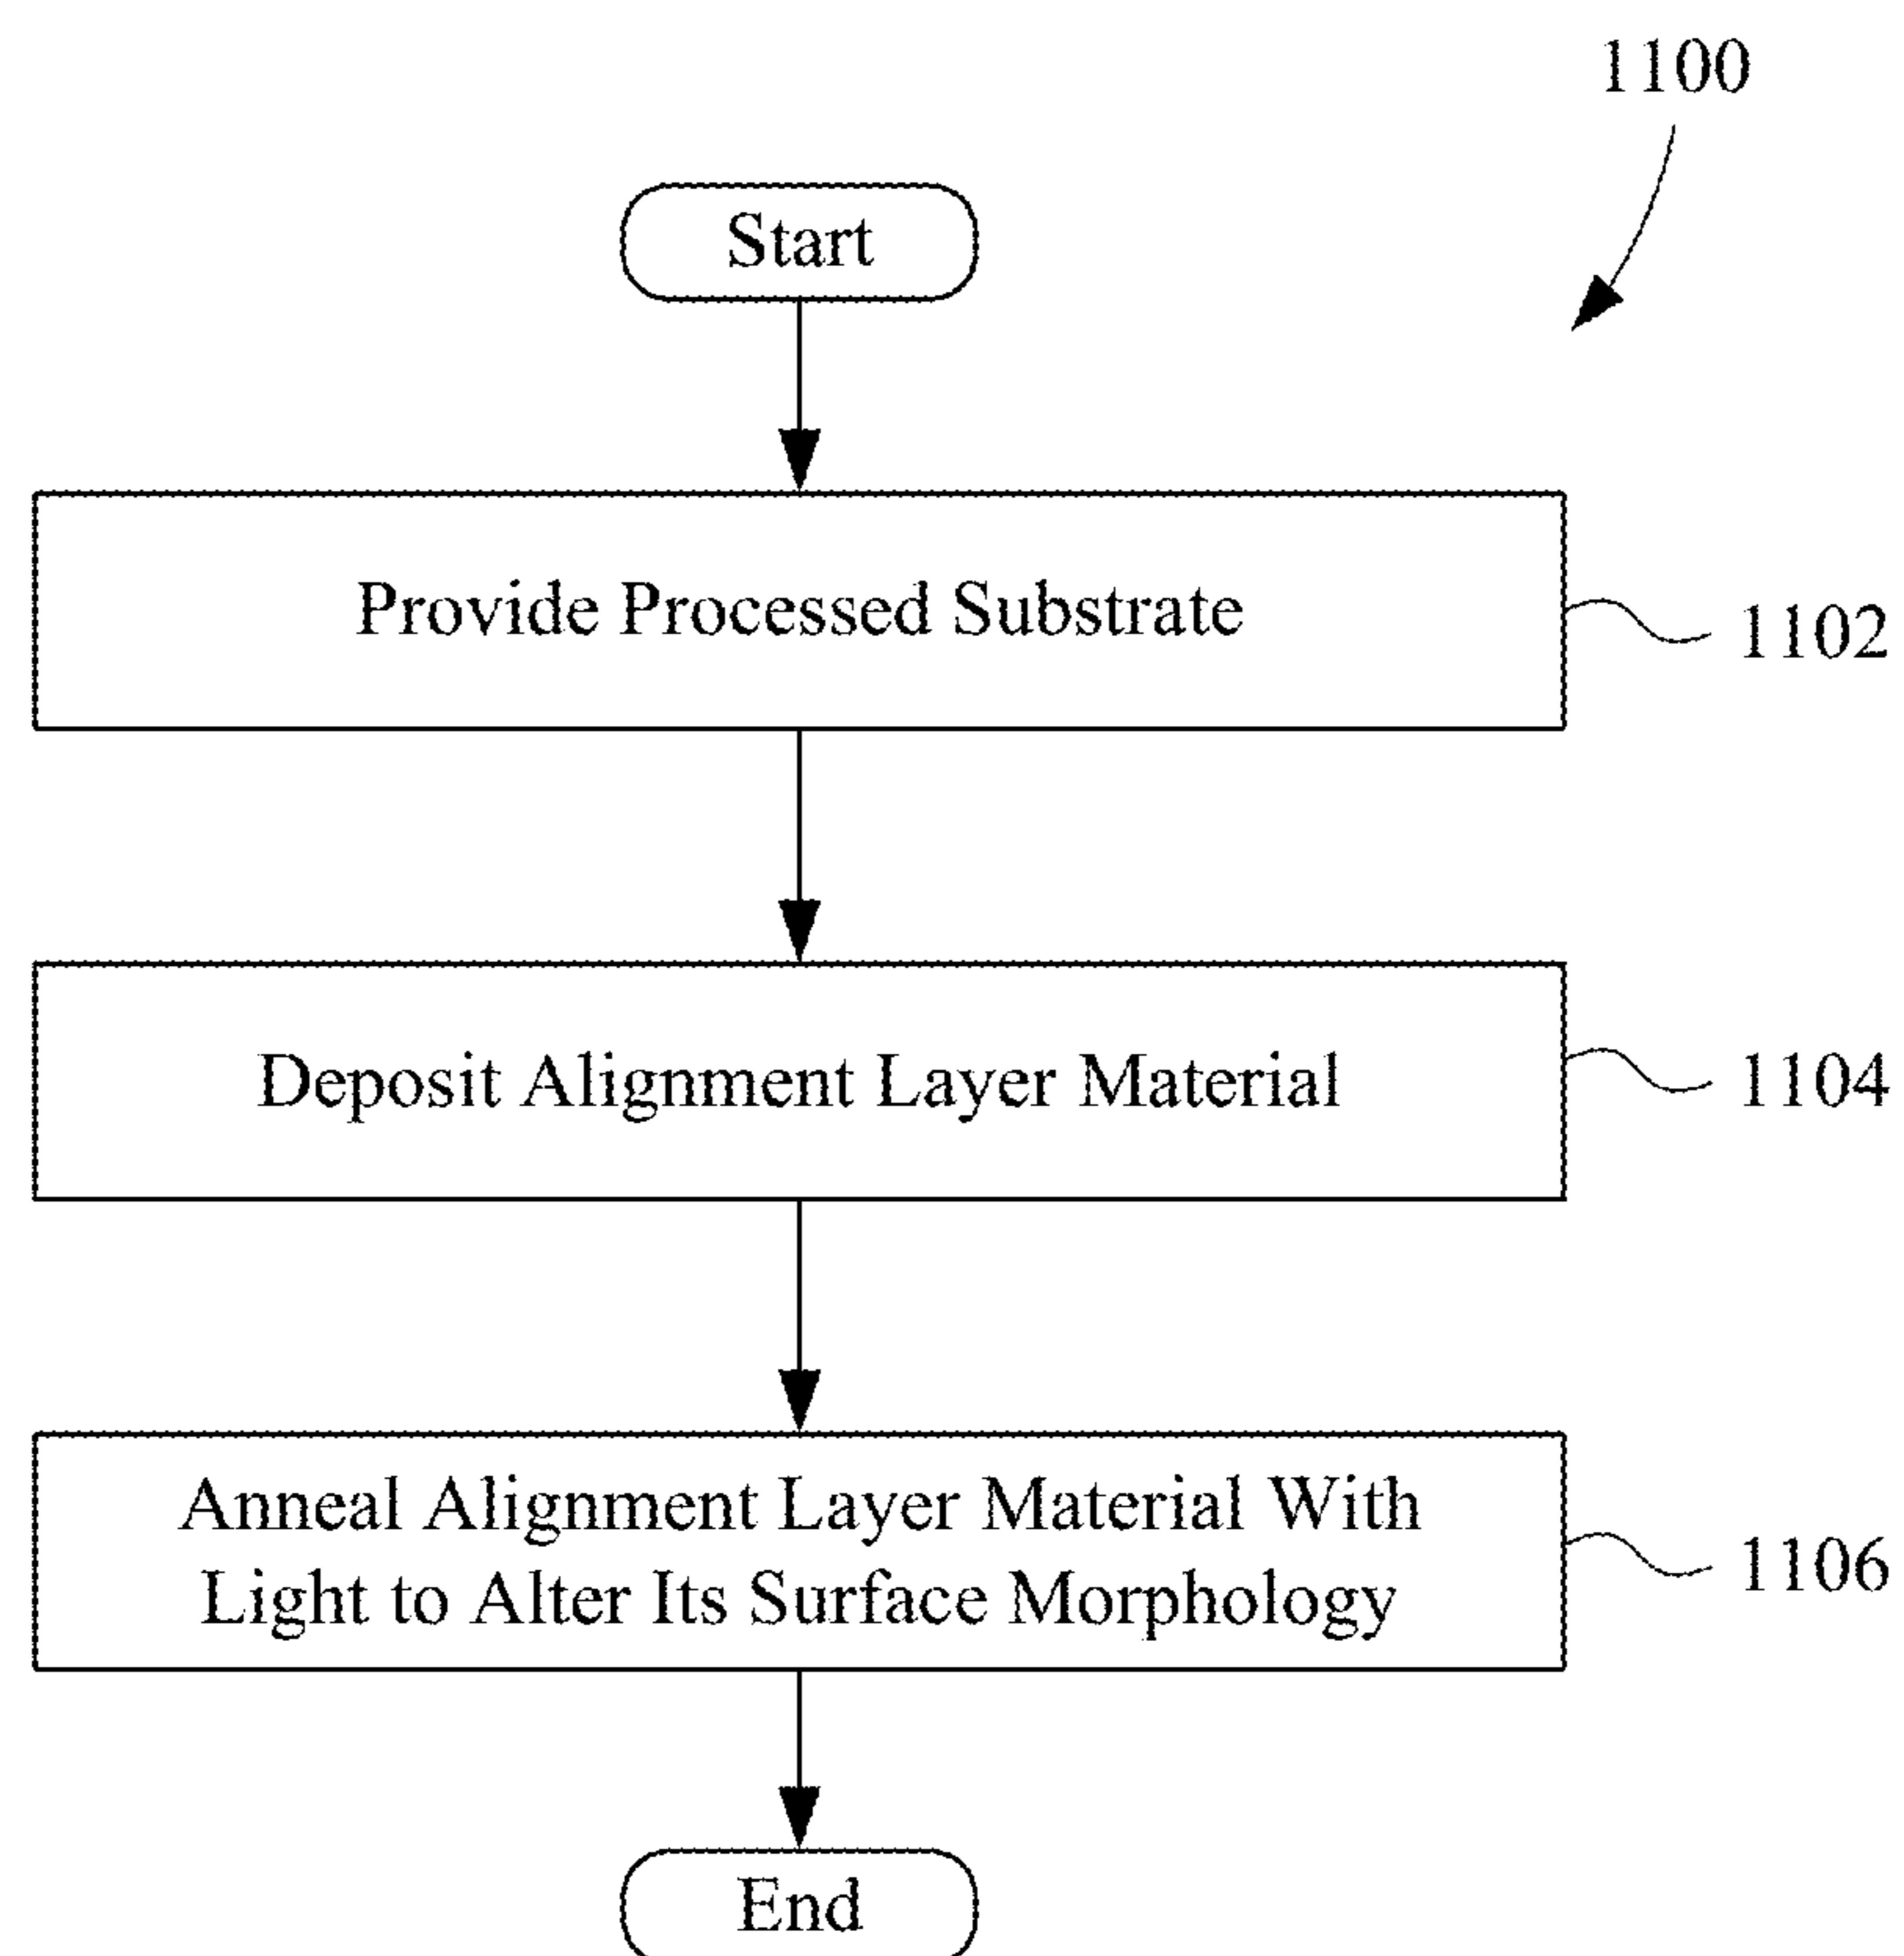 1100
Start
Provide Processed Substrate
1102
Deposit Alignment Layer Material
1104
Anneal Alignment Layer Material With
Light to Alter Its Surface Morphology
1106
End